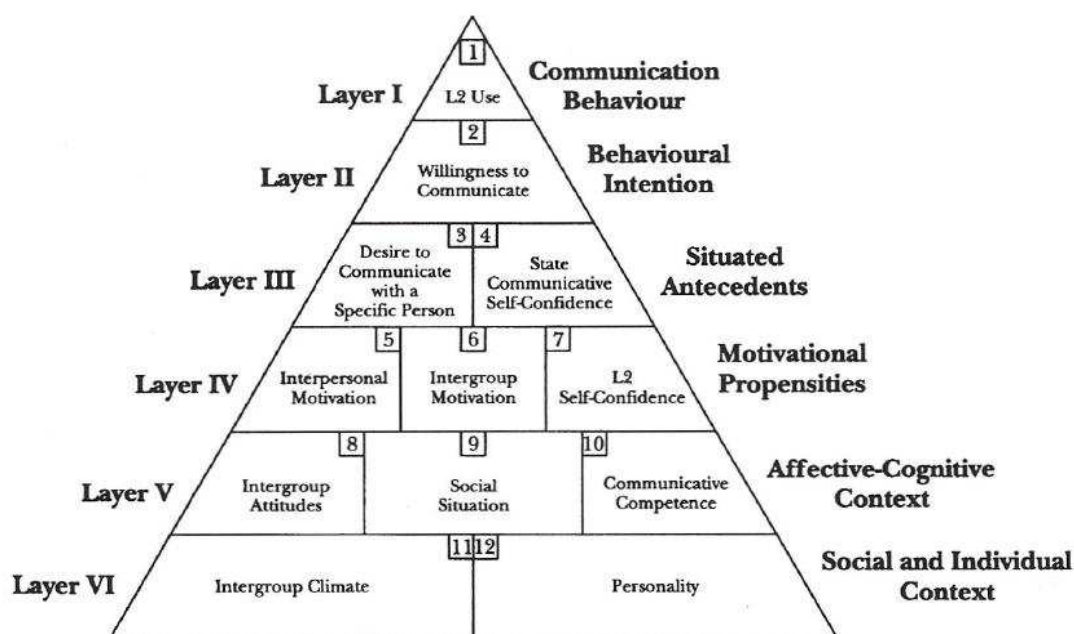 1
Layer I
L2 Use
Communication
Behaviour
2
Layer II
Willingness to
Communicate
Behavioural
Intention
3
4
Layer III
Desire to
Communicate
with a
Specific Person
State
Communicative
Self-Confidence
Situated
Antecedents
5
6
7
Layer IV
Interpersonal
Motivation
Intergroup
Motivation
L2
Self-Confidence
Motivational
Propensities
8
9
10
Layer V
Intergroup
Attitudes
Social
Situation
Communicative
Competence
Affective-Cognitive
Context
11
12
Layer VI
Intergroup Climate
Personality
Social and Individual
Context